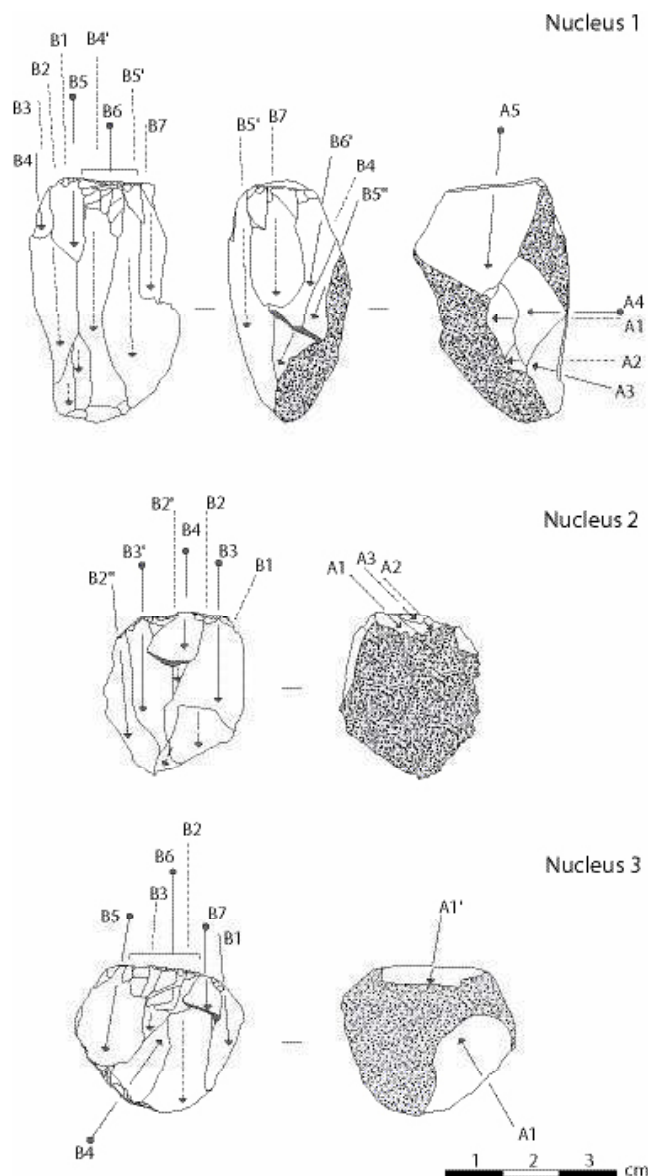 Nucleus 1
B1
B4'
B2
B5
B5'
B3
B6
B7
B4
B5'
B7
B6'
B4
B5'''
A5
A4
A1
A2
A3
Nucleus 2
B2'
B2
B4
B3'
B3
B2''
B1
A3
A1
A2
Nucleus 3
B2
B6
B3
B7
B5
B1
B4
A1'
A1
1 2 3
cm